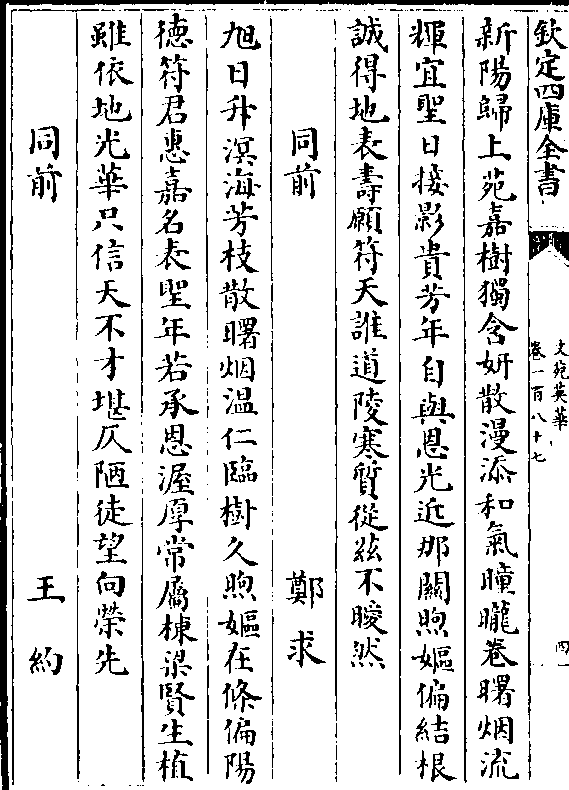 欽定四庫全書
文苑英華
卷一百八十七
四
新陽歸上苑嘉樹獨含姸散漫添和氣曈曨卷曙烟流
輝宜聖日接影貴芳年自與恩光近那關煦嫗偏結根
誠得地表壽願符天誰道陵寒質從兹不曖然
同前 鄭求
旭日升溟海芳枝散曙烟温仁臨樹久煦嫗在條偏陽
徳符君惠嘉名表聖年若承恩渥厚常属棟梁賢生植
雖依地光華只信天不才堪仄陋徒望向榮先
同前 王約